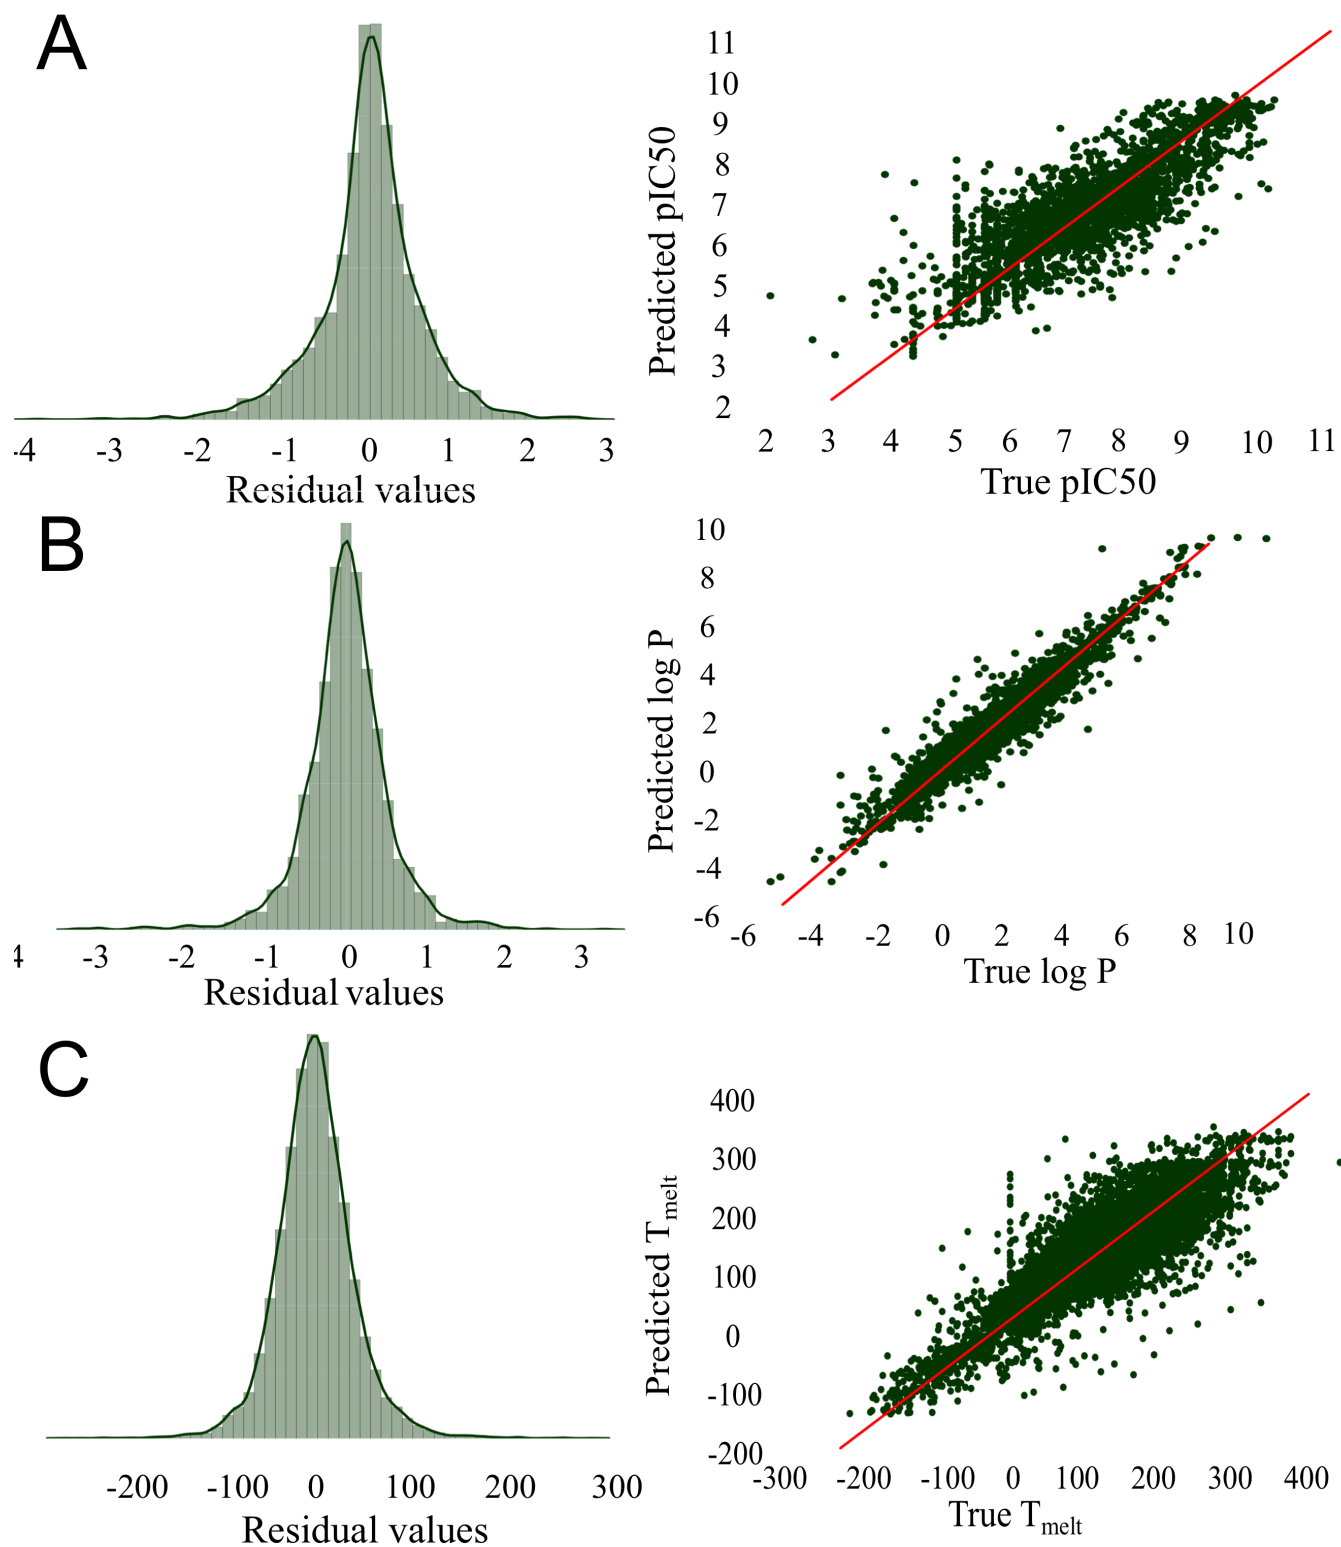 A
-4 -3 -2 -1 0 1 2 3
Residual values
11
10
9
8
7
6
5
4
3
2
Predicted pIC50
2 3 4 5 6 7 8 9 10 11
True pIC50
B
4 -3 -2 -1 0 1 2 3
Residual values
10
8
6
4
2
0
-2
-4
-6
Predicted log P
-6 -4 -2 0 2 4 6 8 10
True log P
C
-200 -100 0 100 200 300
Residual values
400
300
200
100
0
-100
-200
Predicted Tmelt
-300 -200 -100 0 100 200 300 400
True Tmelt